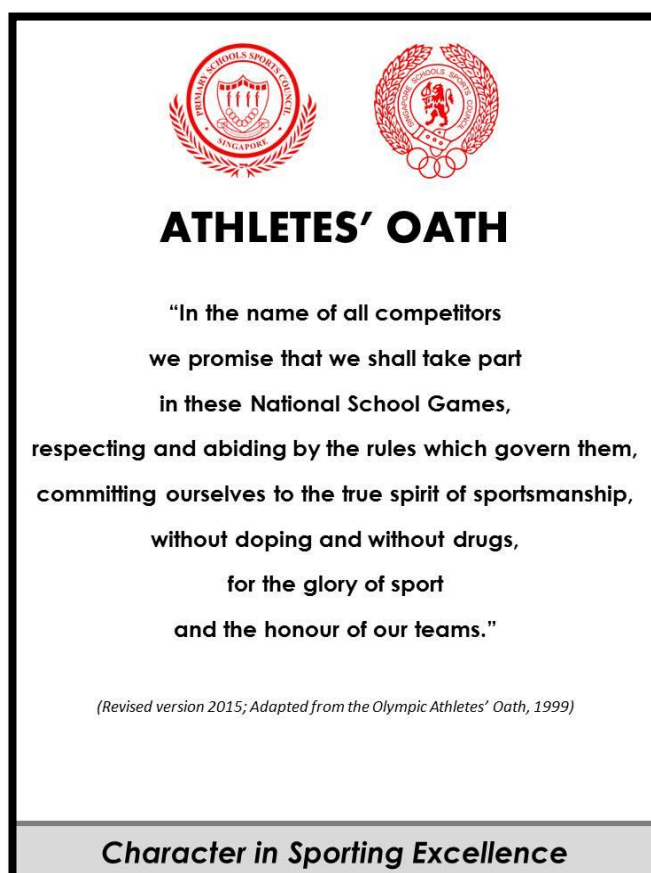 PRIMARY SCHOOLS SPORTS COUNCIL
SINGAPORE
SINGAPORE SCHOOLS SPORTS COUNCIL
ATHLETES’ OATH
“In the name of all competitors
we promise that we shall take part
in these National School Games,
respecting and abiding by the rules which govern them,
committing ourselves to the true spirit of sportsmanship,
without doping and without drugs,
for the glory of sport
and the honour of our teams.”
(Revised version 2015; Adapted from the Olympic Athletes’ Oath, 1999)
Character in Sporting Excellence